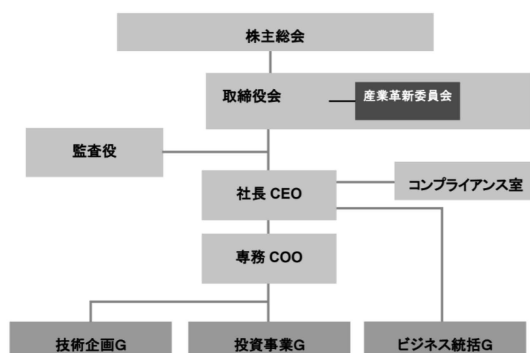 株主総会
取締役会
産業革新委員会
監査役
社長 CEO
コンプライアンス室
専務 COO
技術企画G
投資事業G
ビジネス統括G